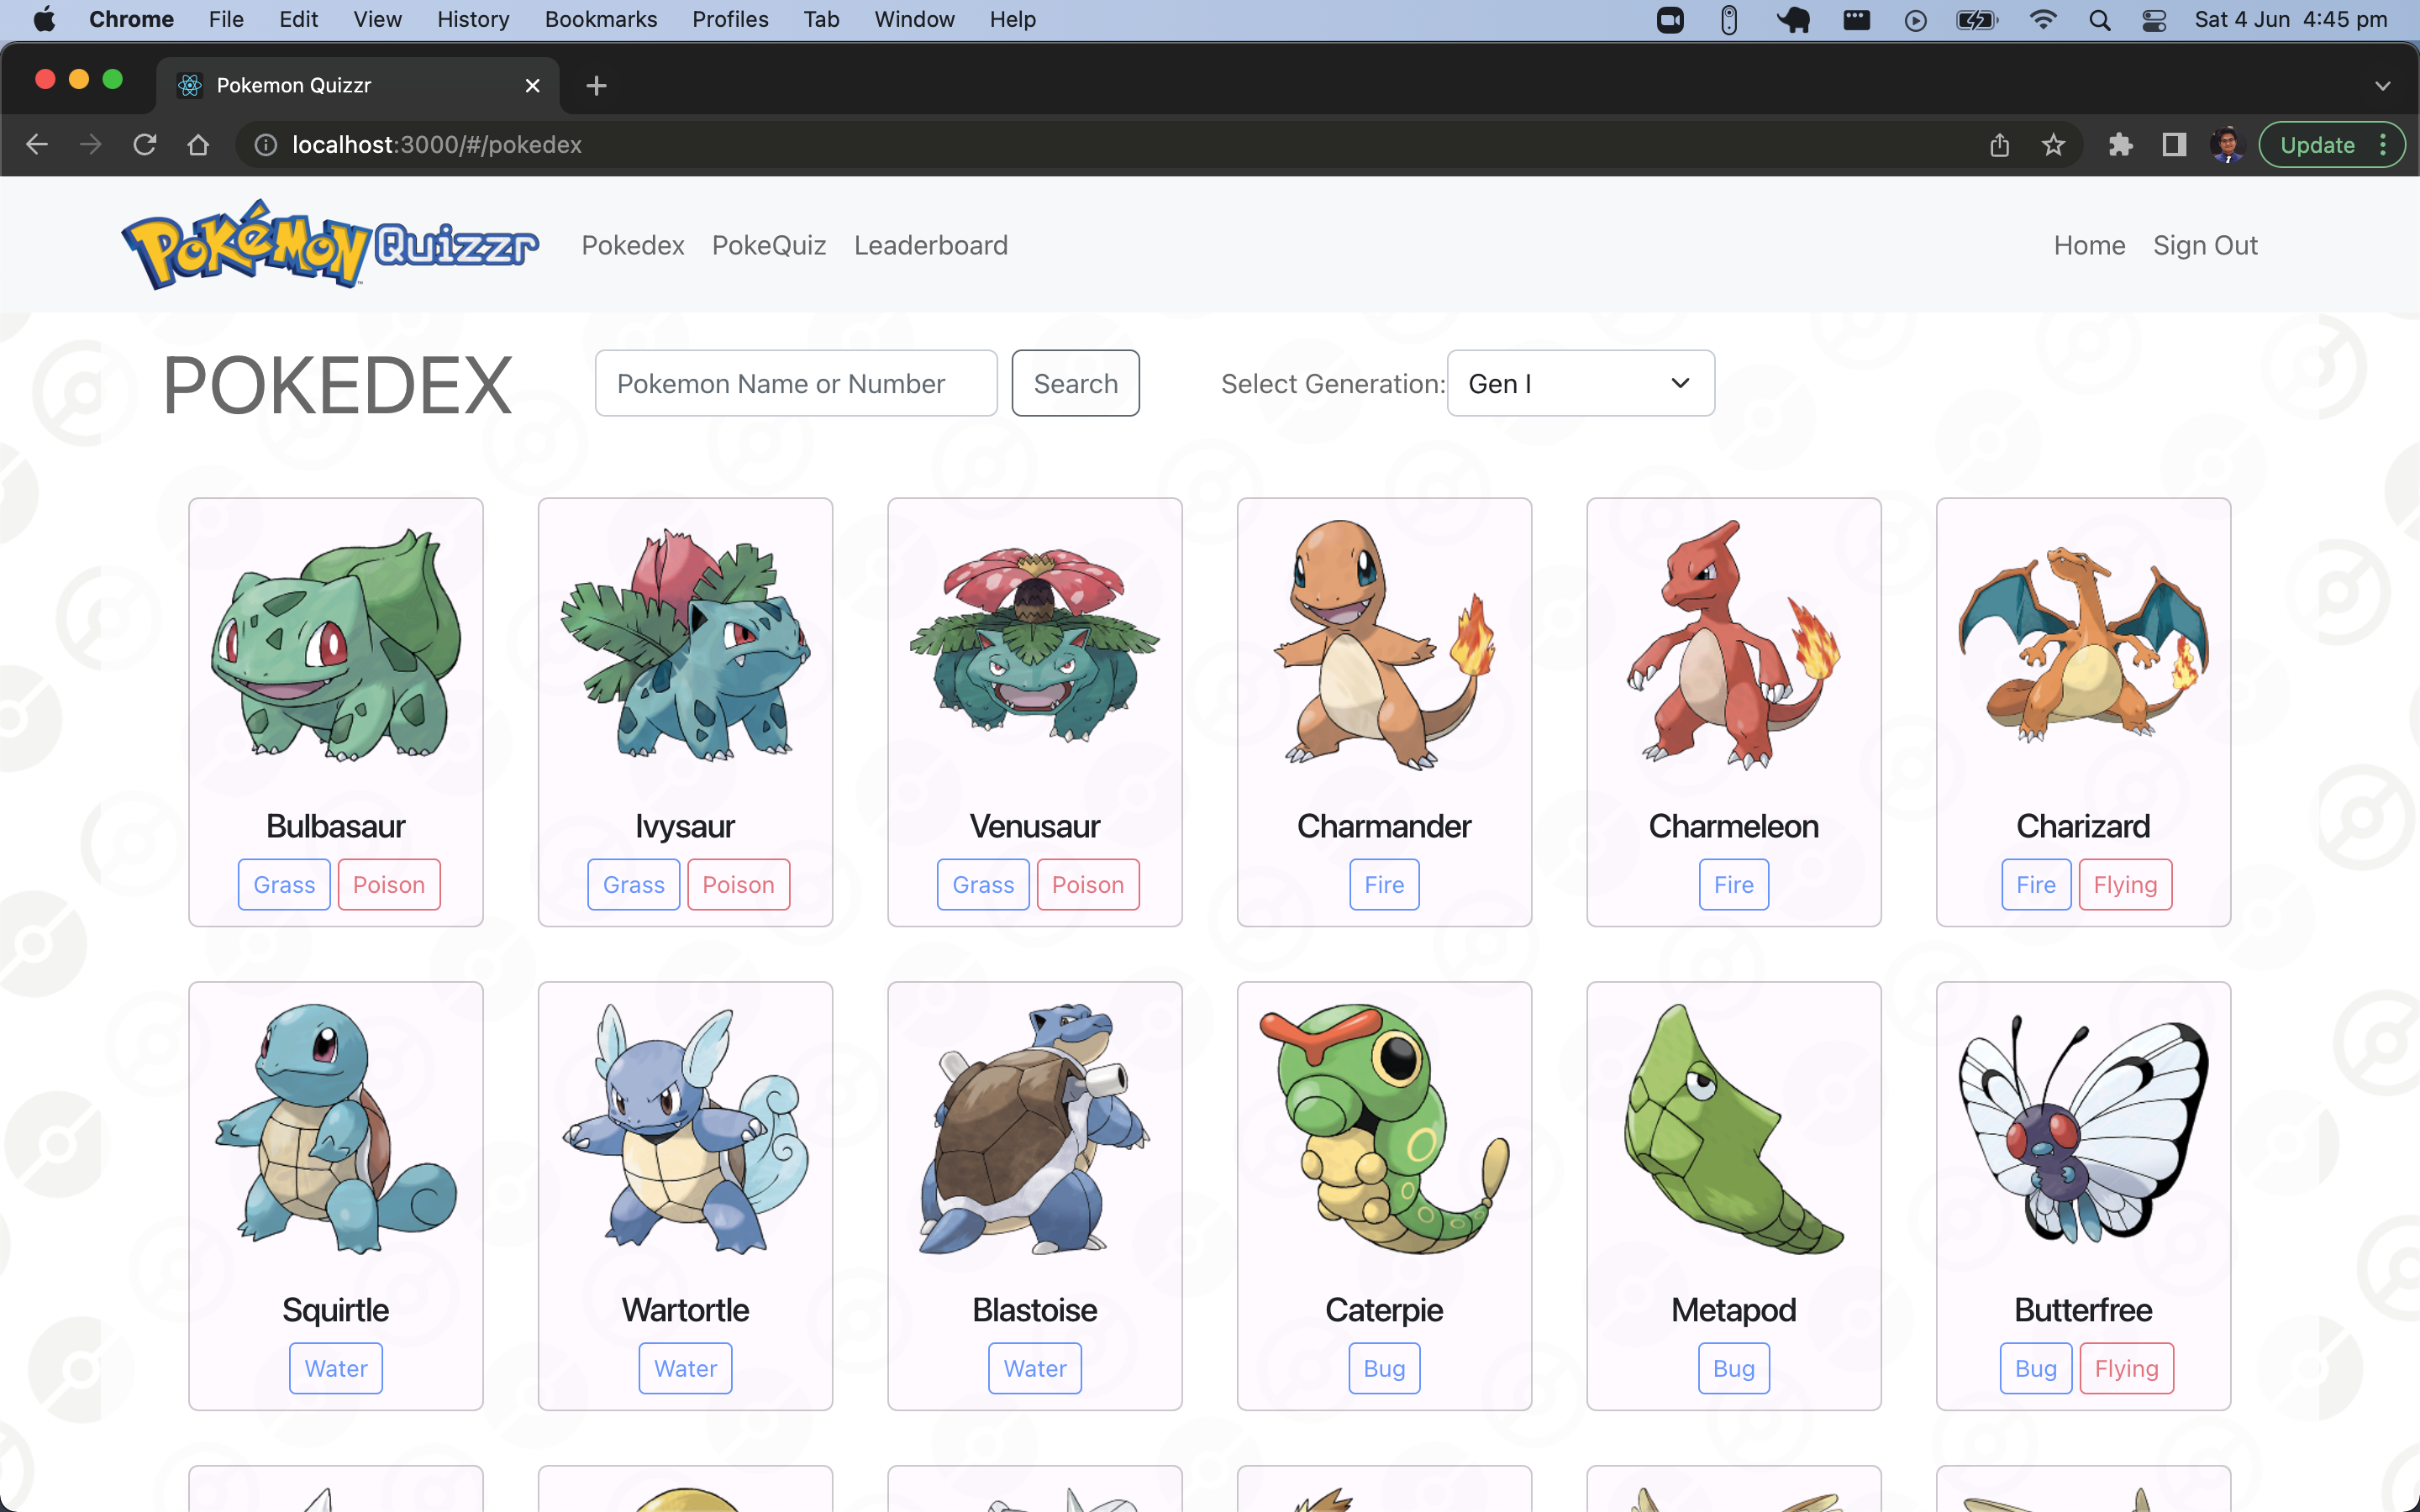 Chrome File Edit View History Bookmarks Profiles Tab Window Help Sat 4 Jun 4:45 pm
Pokemon Quizzr
localhost:3000/#/pokedex Update
POKéMON Quizzr Pokedex PokeQuiz Leaderboard Home Sign Out
POKEDEX Pokemon Name or Number Search Select Generation: Gen I
Bulbasaur Ivysaur Venusaur Charmander Charmeleon Charizard
Grass Poison Grass Poison Grass Poison Fire Fire Fire Flying
Squirtle Wartortle Blastoise Caterpie Metapod Butterfree
Water Water Water Bug Bug Bug Flying